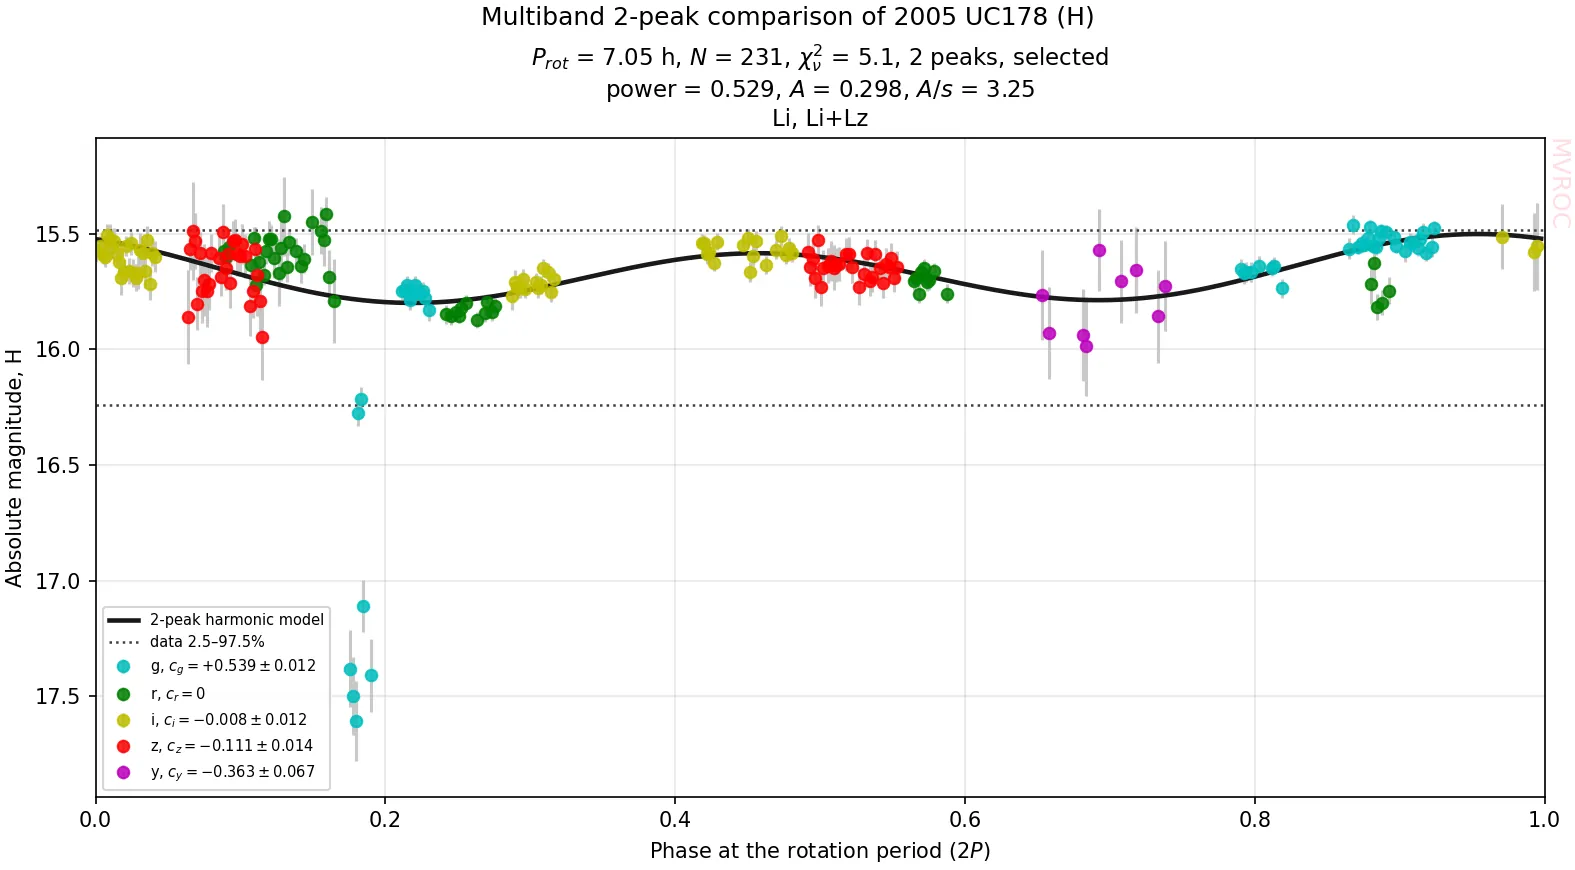 Multiband 2-peak comparison of 2005 UC178 (H)
P_rot = 7.05 h, N = 231, χ²_ν = 5.1, 2 peaks, selected
power = 0.529, A = 0.298, A/s = 3.25
Li, Li+Lz
MVROC
15.5
16.0
16.5
17.0
17.5
Absolute magnitude, H
2-peak harmonic model
data 2.5–97.5%
g, c_g = +0.539 ± 0.012
r, c_r = 0
i, c_i = −0.008 ± 0.012
z, c_z = −0.111 ± 0.014
y, c_y = −0.363 ± 0.067
0.0 0.2 0.4 0.6 0.8 1.0
Phase at the rotation period (2P)